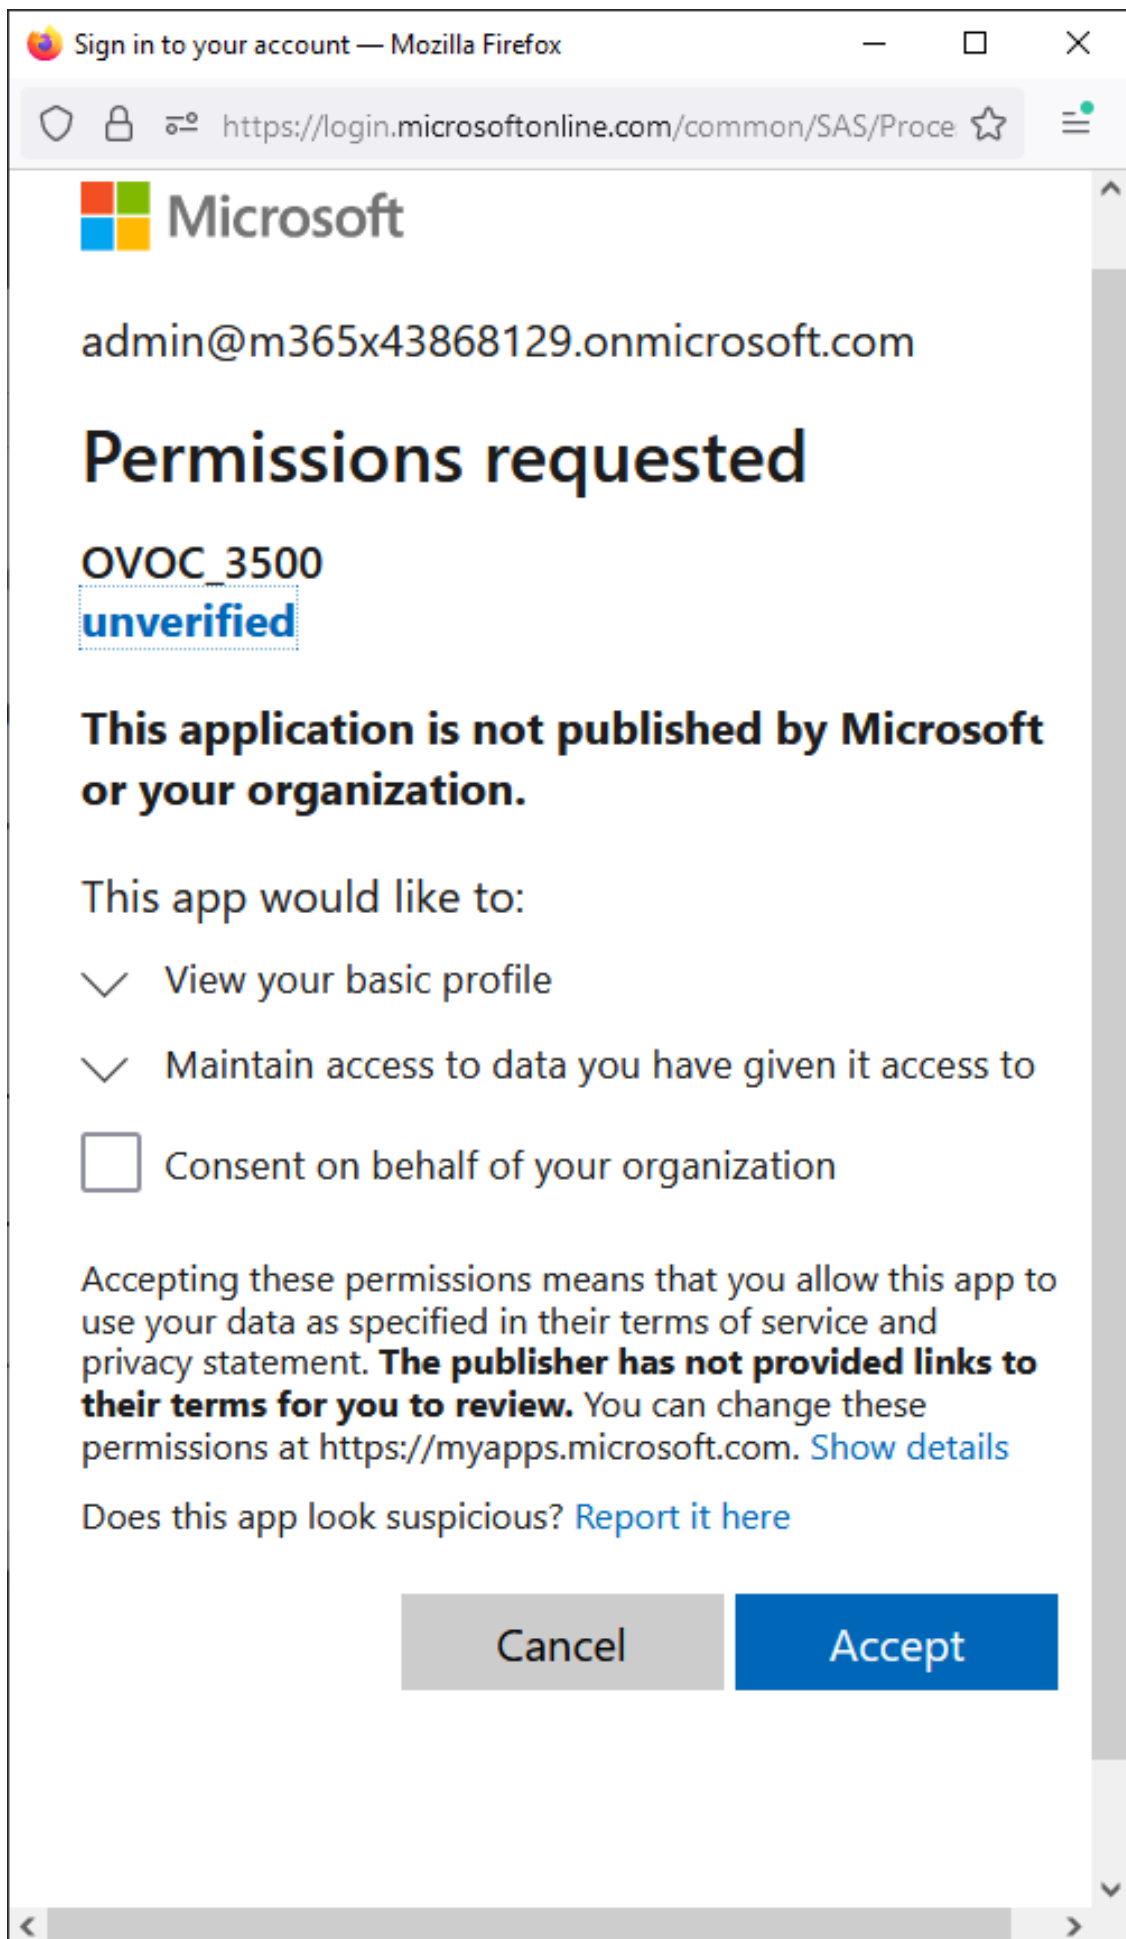 Sign in to your account — Mozilla Firefox
https://login.microsoftonline.com/common/SAS/Proce
Microsoft
admin@m365x43868129.onmicrosoft.com
Permissions requested
OVOC_3500
unverified
This application is not published by Microsoft
or your organization.
This app would like to:
View your basic profile
Maintain access to data you have given it access to
Consent on behalf of your organization
Accepting these permissions means that you allow this app to
use your data as specified in their terms of service and
privacy statement. The publisher has not provided links to
their terms for you to review. You can change these
permissions at https://myapps.microsoft.com. Show details
Does this app look suspicious? Report it here
Cancel
Accept